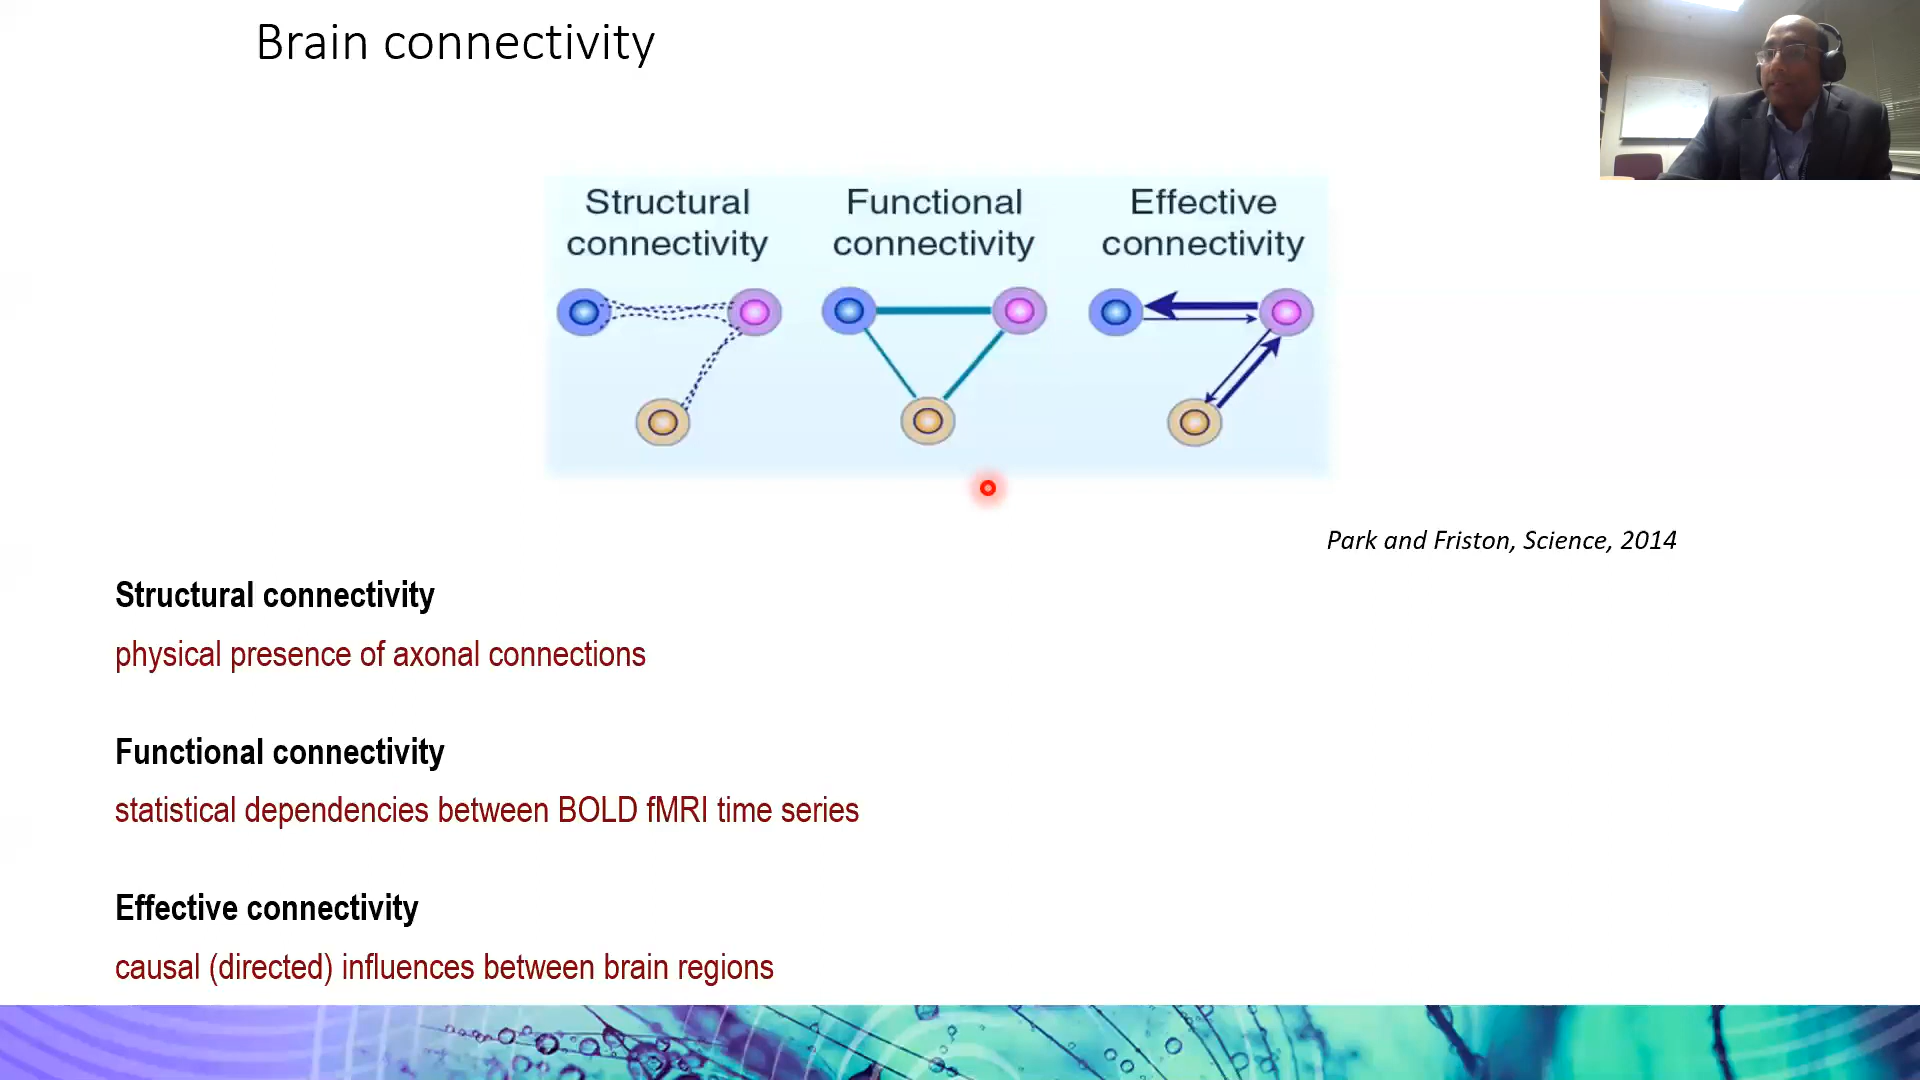 Brain connectivity
Structural
connectivity
Functional
connectivity
Effective
connectivity
Park and Friston, Science, 2014
Structural connectivity
physical presence of axonal connections
Functional connectivity
statistical dependencies between BOLD fMRI time series
Effective connectivity
causal (directed) influences between brain regions